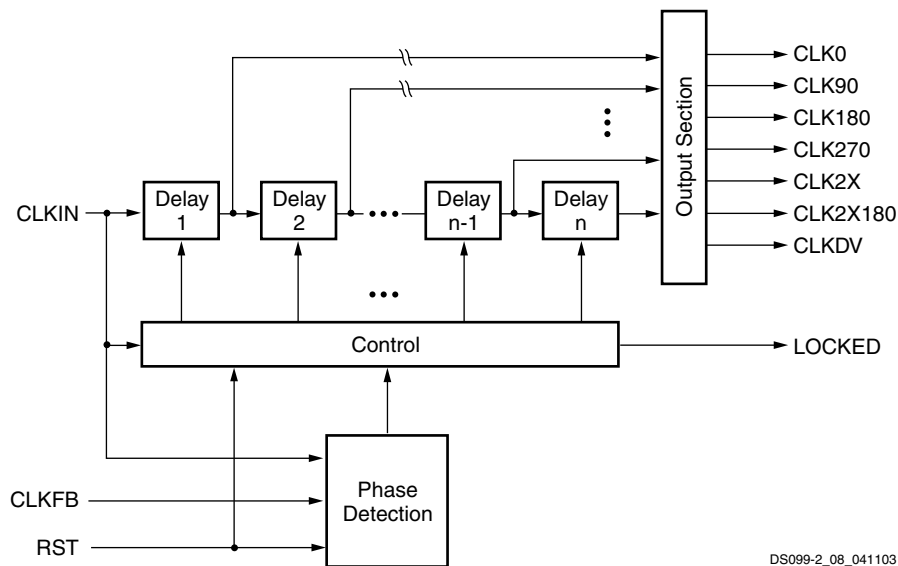 CLK0
CLK90
CLK180
CLK270
CLK2X
CLK2X180
CLKDV
Output Section
CLKIN
Delay
1
Delay
2
Delay
n-1
Delay
n
Control
LOCKED
CLKFB
RST
Phase
Detection
DS099-2_08_041103